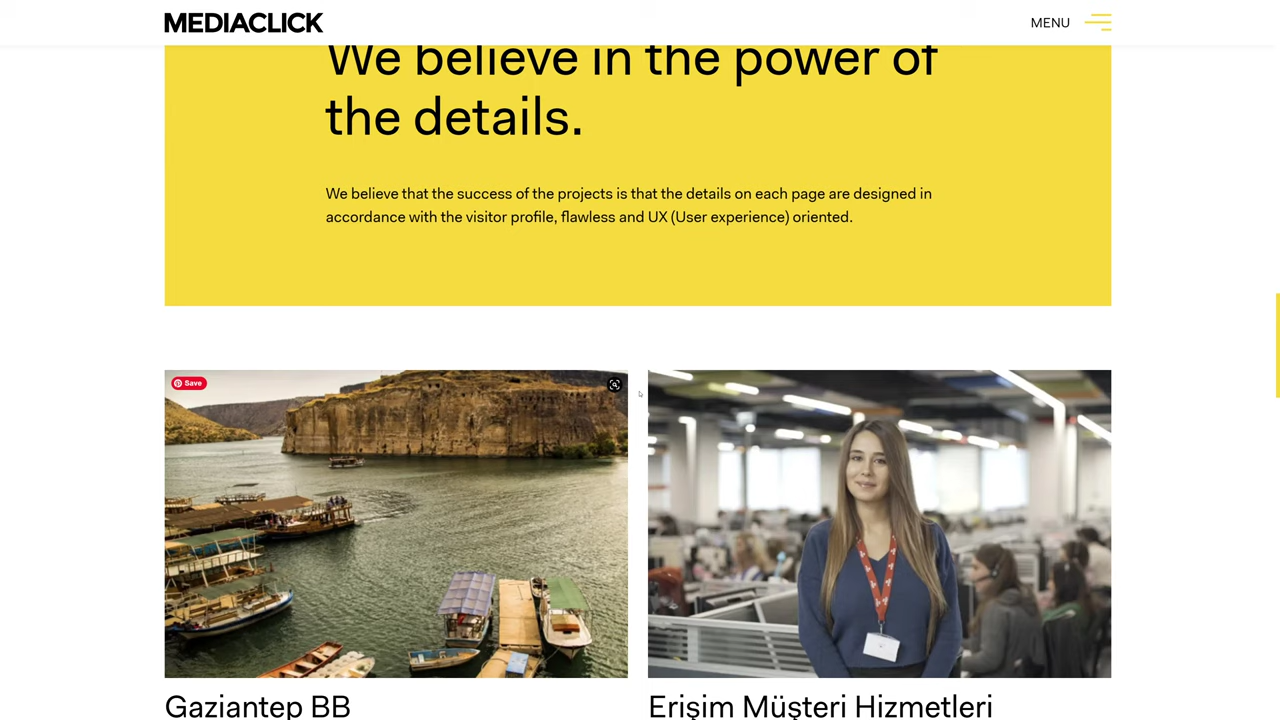 MEDIACLICK
MENU
We believe in the power of
the details.
We believe that the success of the projects is that the details on each page are designed in
accordance with the visitor profile, flawless and UX (User experience) oriented.
Save
Gaziantep BB
Erişim Müşteri Hizmetleri